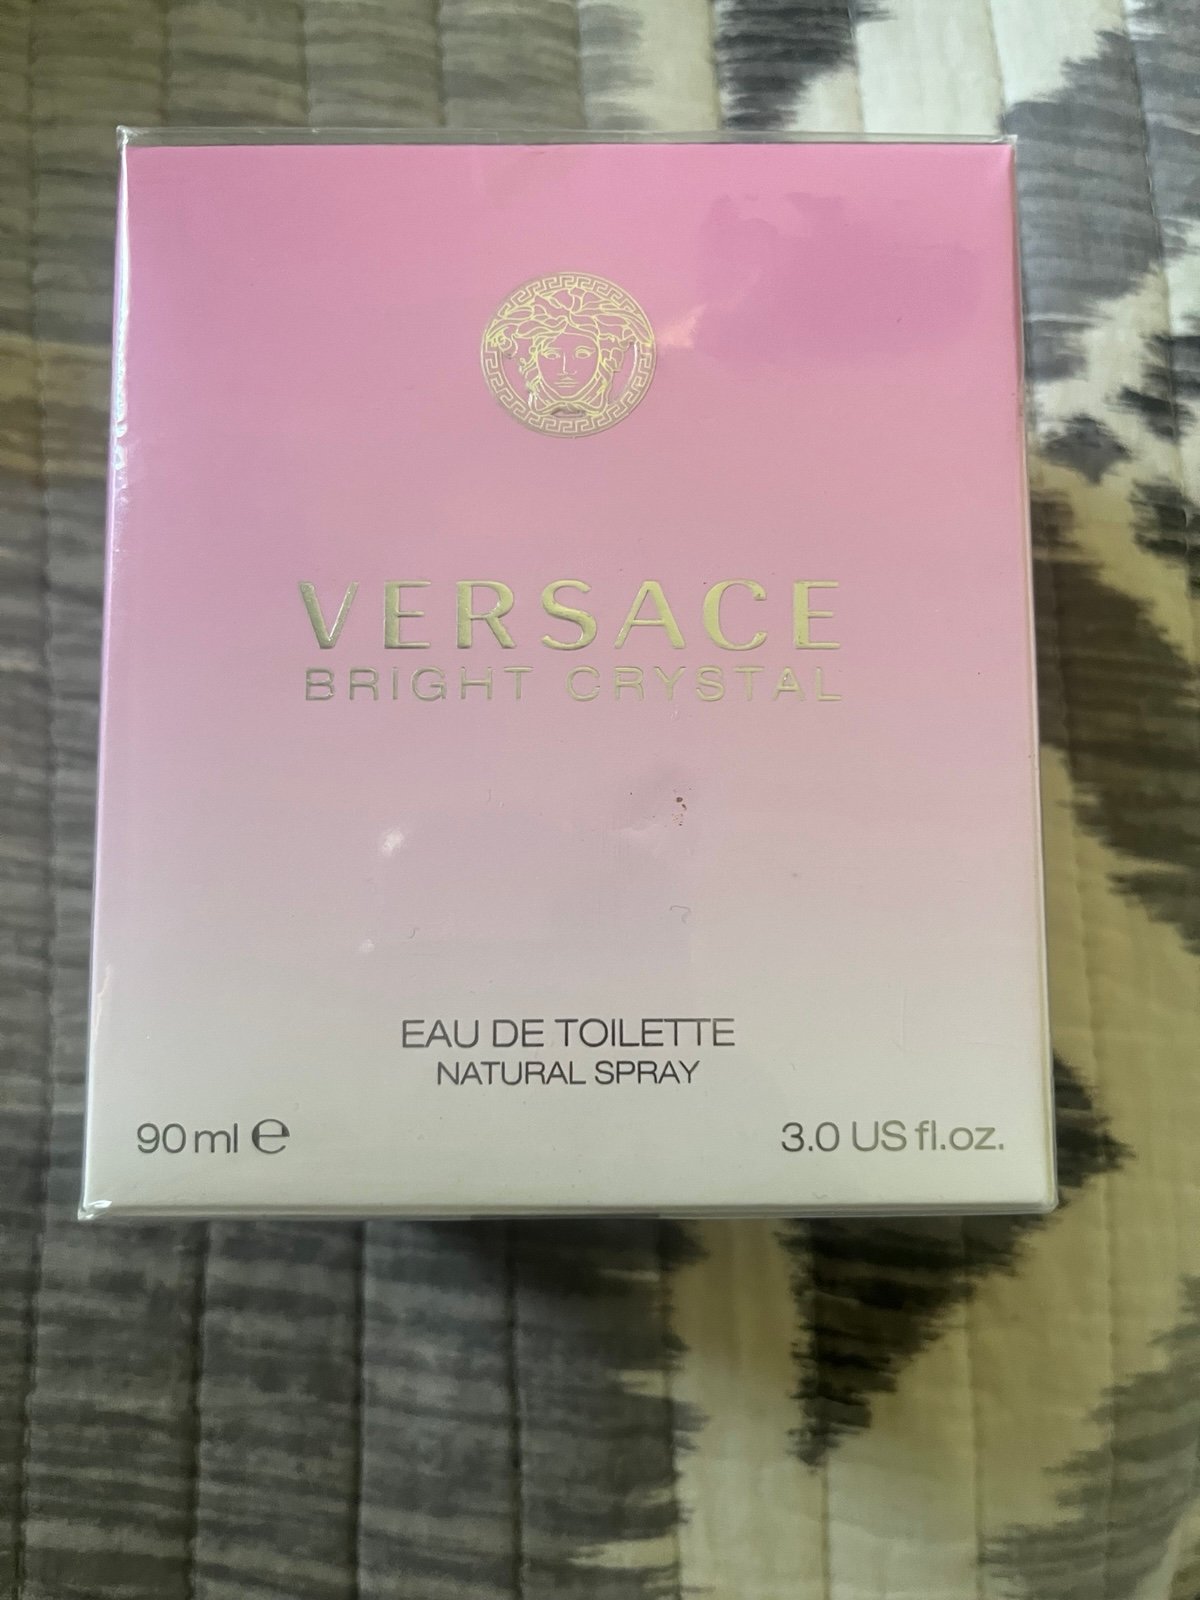 VERSACE
BRIGHT CRYSTAL
EAU DE TOILETTE
NATURAL SPRAY
90 ml ℮
3.0 US fl.oz.